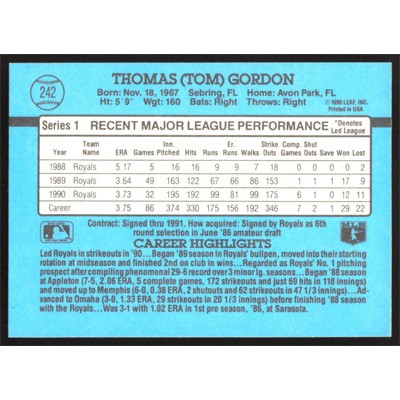 242
THOMAS (TOM) GORDON
Born: Nov. 18, 1967 Sebring, FL Home: Avon Park, FL
Ht: 5'9" Wgt: 160 Bats: Right Throws: Right
©1990 LEAF, INC.
PRINTED IN USA
Series 1 RECENT MAJOR LEAGUE PERFORMANCE *Denotes Led League
Year Team Name ERA Games Inn. Pitched Hits Runs Er. Runs Walks Strike Outs Comp. Games Shut Outs Save Won Lost
1988 Royals 5.17 5 16 16 9 9 7 18 0 0 0 0 2
1989 Royals 3.64 49 163 122 67 66 86 153 1 1 1 17 9
1990 Royals 3.73 32 195 192 99 81 99 175 6 1 0 12 11
Career 3.75 86 374 330 175 156 192 346 7 2 1 29 22
Contract: Signed thru 1991. How acquired: Signed by Royals as 6th
round selection in June '86 amateur draft
CAREER HIGHLIGHTS
Led Royals in strikeouts in '90... Began '89 season in Royals' bullpen, moved into their starting
rotation at midseason and finished 2nd on club in wins... Regarded as Royals' No. 1 pitching
prospect after compiling phenomenal 29-6 record over 3 minor lg. seasons... Began '88 season
at Appleton (7-5, 2.06 ERA, 5 complete games, 172 strikeouts and just 69 hits in 118 innings)
and moved up to Memphis (6-0, 0.38 ERA, 2 shutouts and 62 strikeouts in 47 1/3 innings)... Ad-
vanced to Omaha (3-0, 1.33 ERA, 29 strikeouts in 20 1/3 innings) before finishing '88 season
with the Royals... Was 3-1 with 1.02 ERA in 1st pro season, '86, at Sarasota.